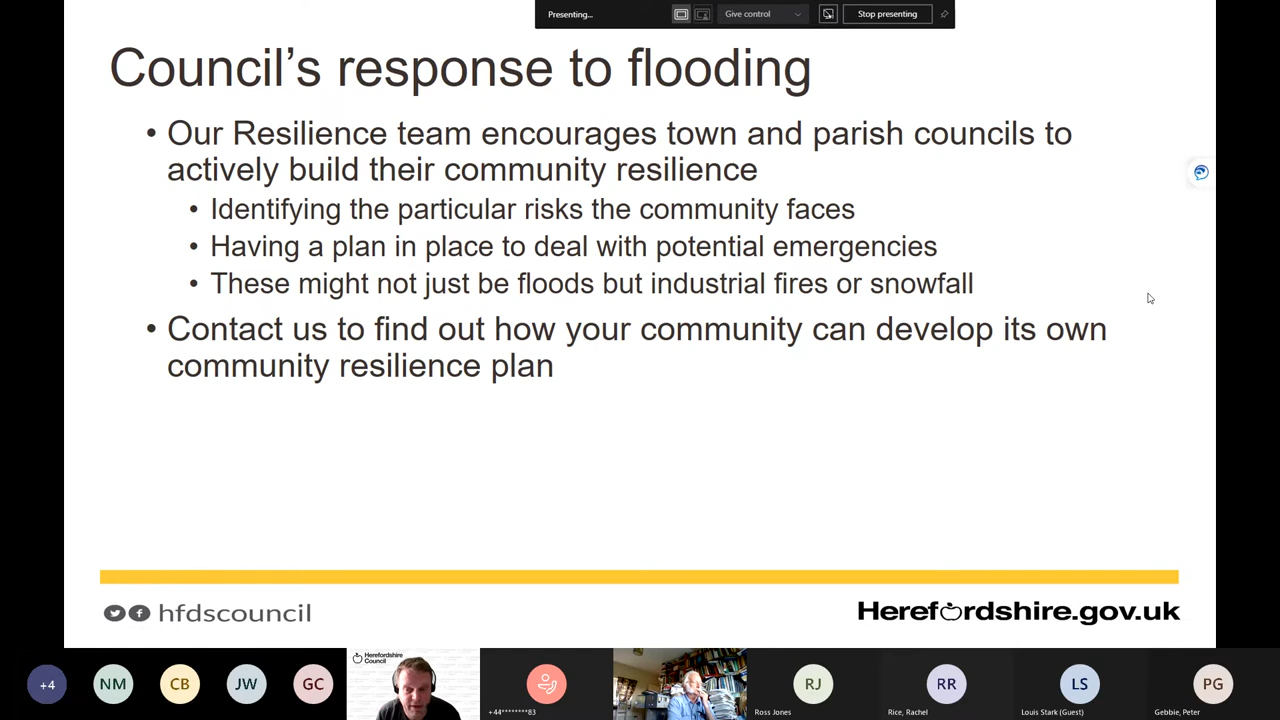 Presenting...
Give control
Stop presenting
Council's response to flooding
• Our Resilience team encourages town and parish councils to
actively build their community resilience
• Identifying the particular risks the community faces
• Having a plan in place to deal with potential emergencies
• These might not just be floods but industrial fires or snowfall
• Contact us to find out how your community can develop its own
community resilience plan
hfdscouncil
Herefordshire.gov.uk
+4
NM
CB
JW
GC
Herefordshire
Council
+44********83
RJ
Ross Jones
RR
Rice, Rachel
LS
Louis Stark (Guest)
PG
Gebbie, Peter